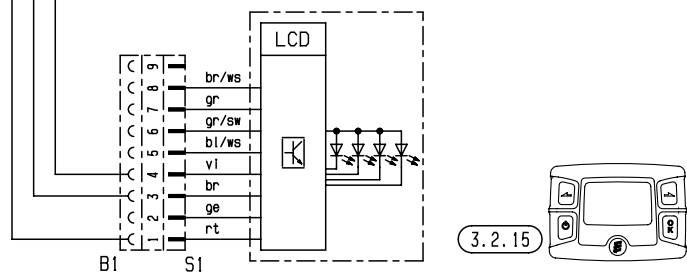 LCD
9
8 br/ws
7 gr
6 gr/sw
5 bl/ws
4 vi
3 br
2 ge
1 rt
B1 S1
3.2.15
OK